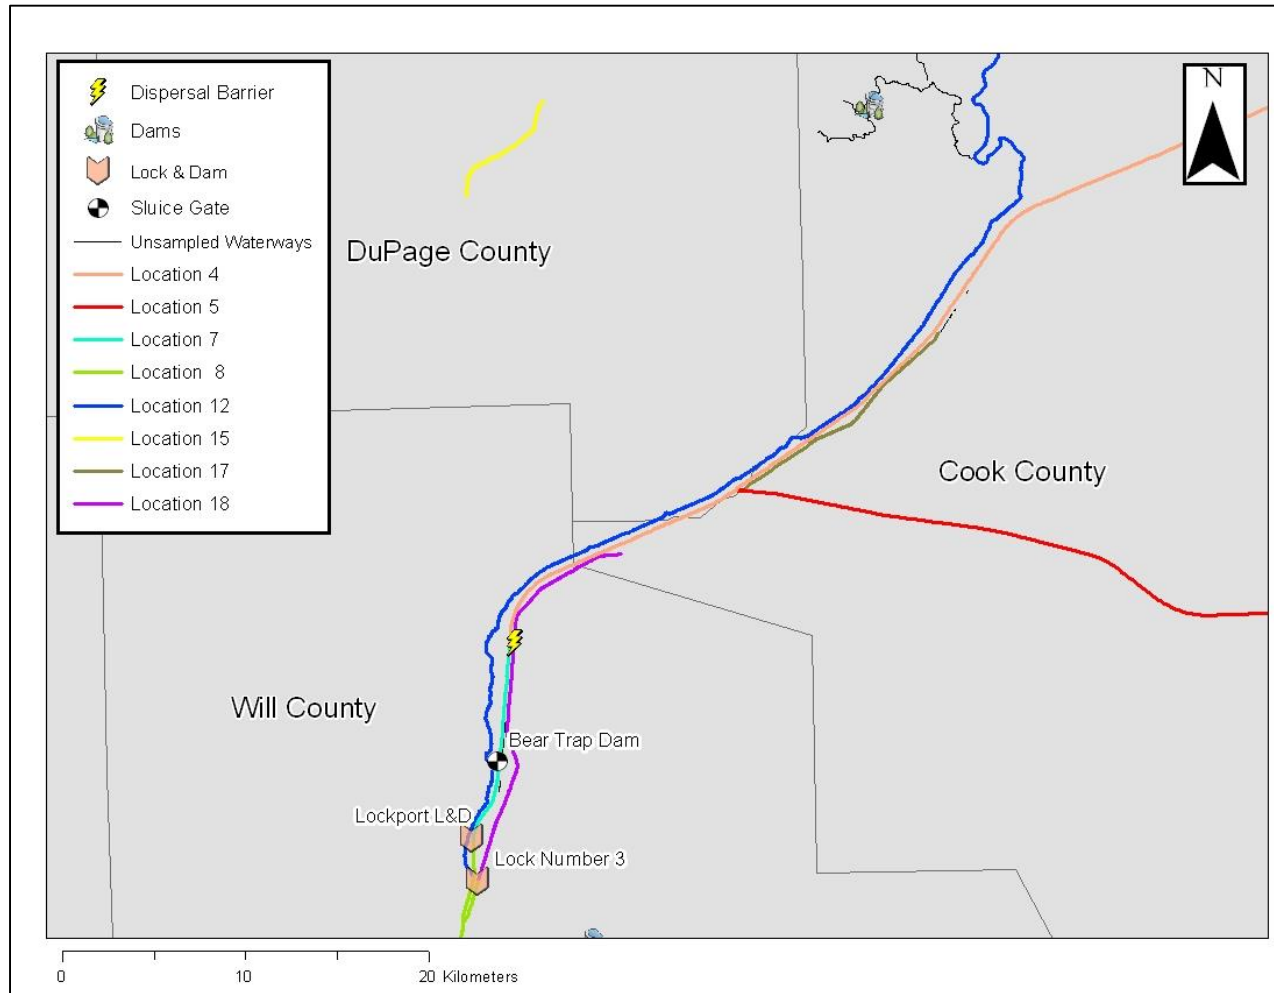 Dispersal Barrier
Dams
Lock & Dam
Sluice Gate
Unsampled Waterways
Location 4
Location 5
Location 7
Location 8
Location 12
Location 15
Location 17
Location 18
N
DuPage County
Cook County
Will County
Bear Trap Dam
Lockport L&D
Lock Number 3
0 10 20 Kilometers